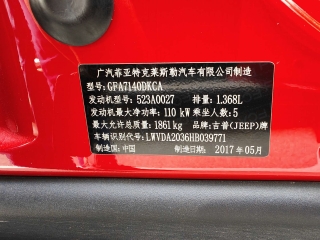 广汽菲亚特克莱斯勒汽车有限公司制造
型号: GFA7140DKCA
发动机型号: 523A0027 排量: 1.368L
发动机最大净功率: 110 kW 乘坐人数: 5
最大允许总质量: 1861 kg 品牌: 吉普(JEEP)牌
车辆识别代号: LWVDA2036HB039771
制造国: 中国 制造日期: 2017年05月